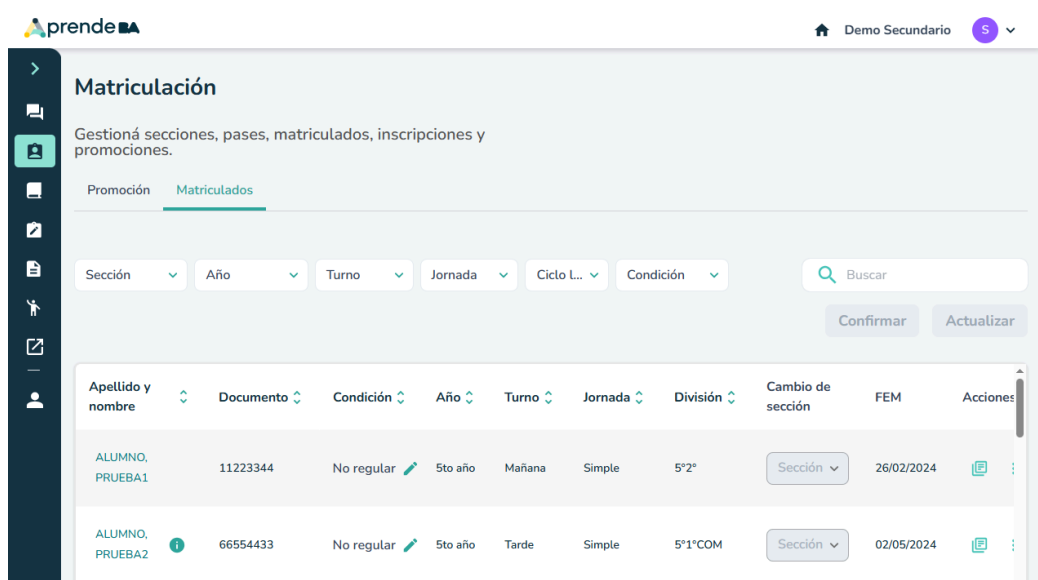 Aprende BA
Demo Secundario
S
Matriculación
Gestioná secciones, pases, matriculados, inscripciones y
promociones.
Promoción Matriculados
Sección Año Turno Jornada Ciclo L... Condición Buscar
Confirmar Actualizar
Apellido y
nombre
Documento Condición Año Turno Jornada División
Cambio de
sección
FEM Acciones
ALUMNO,
PRUEBA1
11223344 No regular 5to año Mañana Simple 5°2° Sección 26/02/2024
ALUMNO,
PRUEBA2
66554433 No regular 5to año Tarde Simple 5°1°COM Sección 02/05/2024